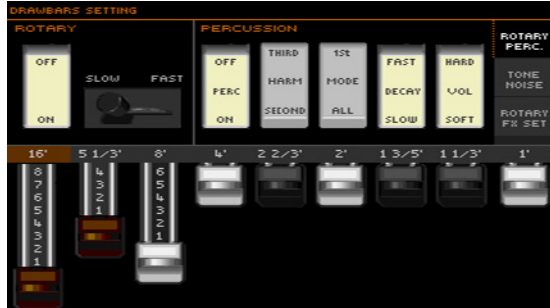 DRAWBARS SETTING
ROTARY
PERCUSSION
ROTARY
PERC.
OFF
ON
SLOW FAST
OFF
PERC
ON
THIRD
HARM
SECOND
1St
MODE
ALL
FAST
DECAY
SLOW
HARD
VOL
SOFT
TONE
NOISE
ROTARY
FX SET
16' 5 1/3' 8' 4' 2 2/3' 2' 1 3/5' 1 1/3' 1'
8
7
6
5
4
3
2
1
4
3
2
1
6
5
4
3
2
1